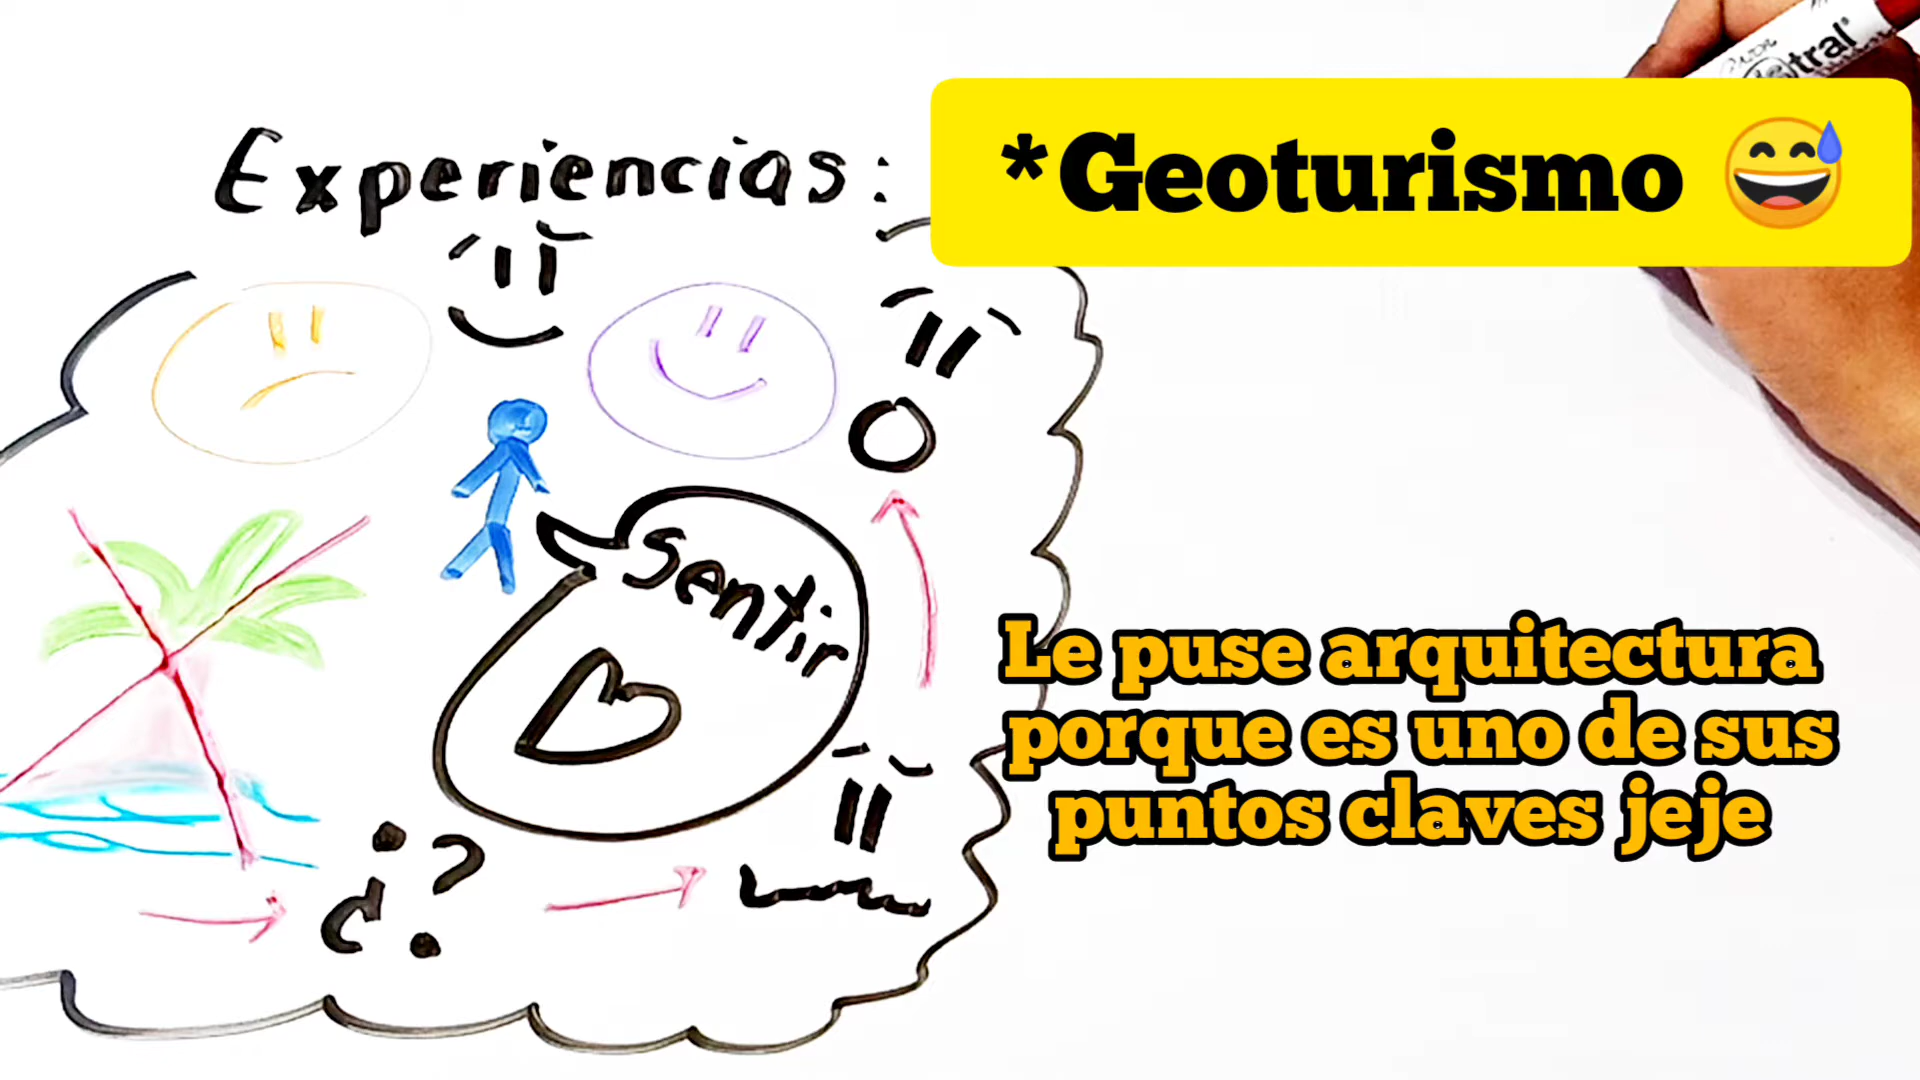 Experiencias:
*Geoturismo 😅
Sentir
Le puse arquitectura
porque es uno de sus
puntos claves jeje
¿?